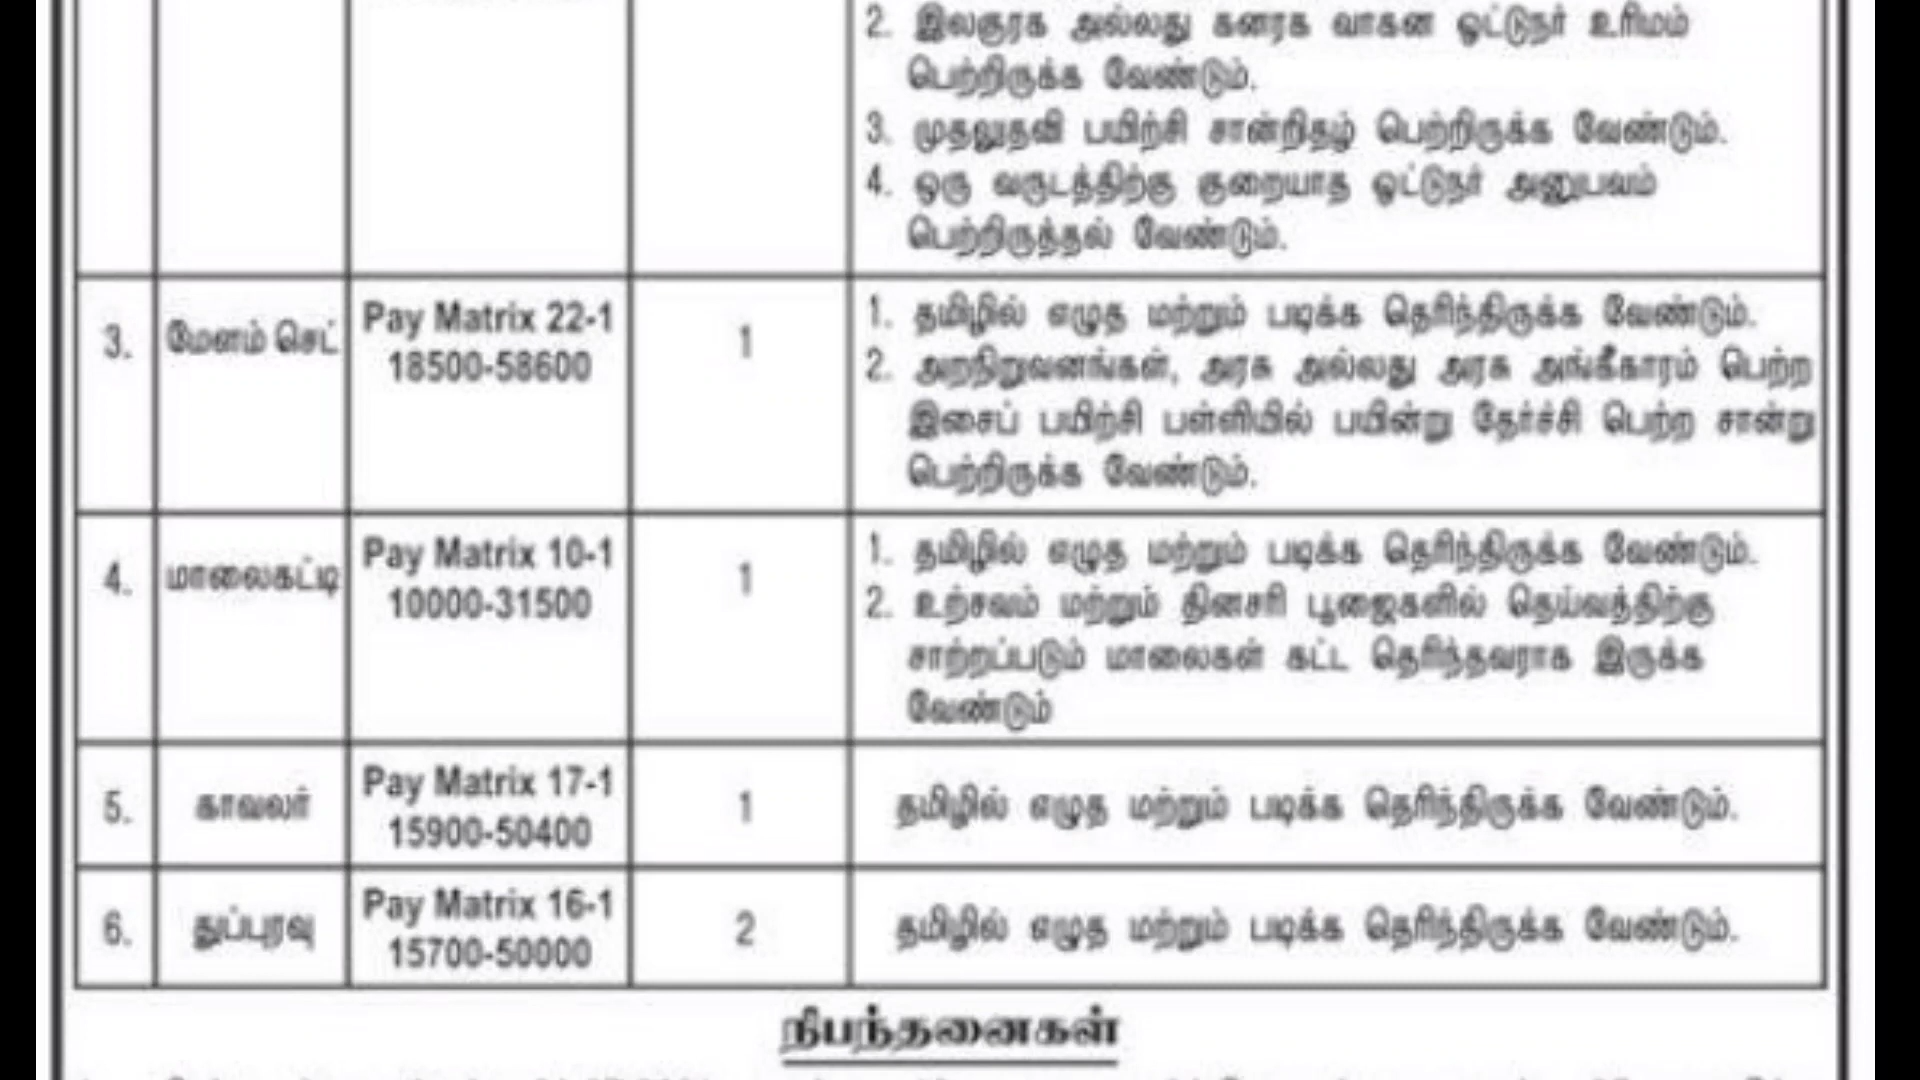 2. இலகுரக அல்லது கனரக வாகன ஓட்டுநர் உரிமம்
பெற்றிருக்க வேண்டும்.
3. முதலுதவி பயிற்சி சான்றிதழ் பெற்றிருக்க வேண்டும்.
4. ஒரு வருடத்திற்கு குறையாத ஓட்டுநர் அனுபவம்
பெற்றிருத்தல் வேண்டும்.
3. மேளம் செட் Pay Matrix 22-1 1 1. தமிழில் எழுத மற்றும் படிக்க தெரிந்திருக்க வேண்டும்.
18500-58600 2. அறநிறுவனங்கள், அரசு அல்லது அரசு அங்கீகாரம் பெற்ற
இசைப் பயிற்சி பள்ளியில் பயின்று தேர்ச்சி பெற்ற சான்று
பெற்றிருக்க வேண்டும்.
4. மாலைகட்டி Pay Matrix 10-1 1 1. தமிழில் எழுத மற்றும் படிக்க தெரிந்திருக்க வேண்டும்.
10000-31500 2. உற்சவம் மற்றும் தினசரி பூஜைகளில் தெய்வத்திற்கு
சாற்றப்படும் மாலைகள் கட்ட தெரிந்தவராக இருக்க
வேண்டும்
5. காவலர் Pay Matrix 17-1 1 தமிழில் எழுத மற்றும் படிக்க தெரிந்திருக்க வேண்டும்.
15900-50400
6. துப்புரவு Pay Matrix 16-1 2 தமிழில் எழுத மற்றும் படிக்க தெரிந்திருக்க வேண்டும்.
15700-50000
நிபந்தனைகள்